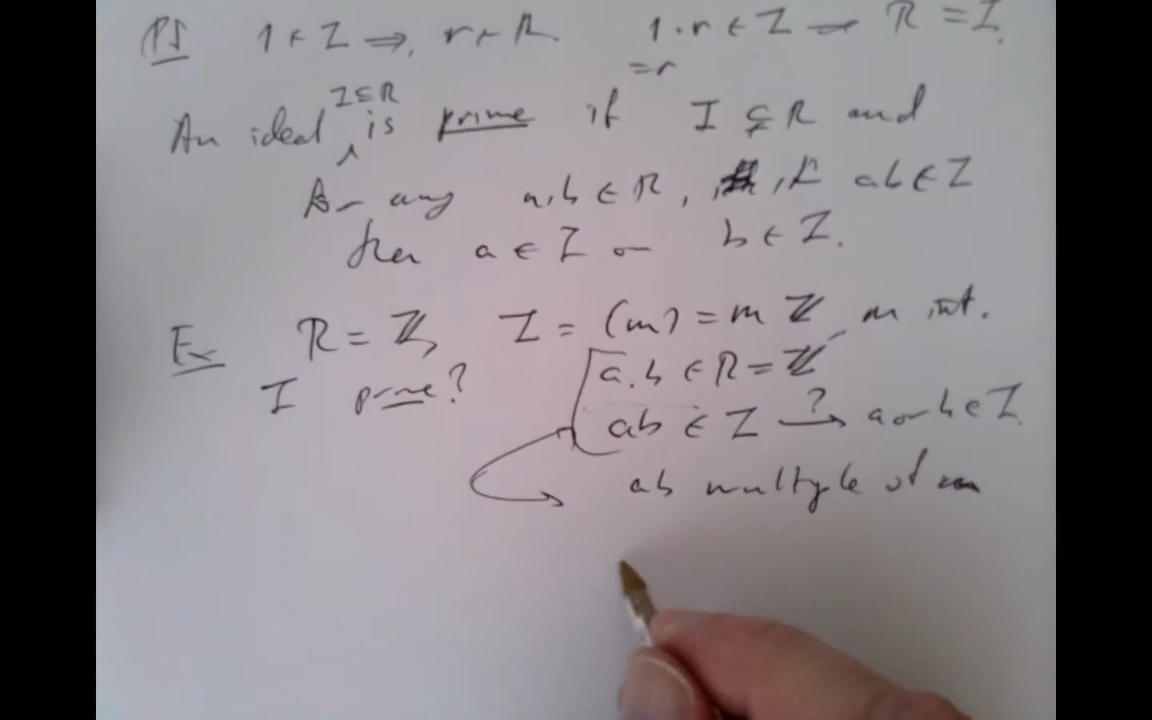 Pf 1 ∈ I ⇒, r ∈ R 1·r ∈ I → R = I.
= r
I ⊆ R
An ideal ^ is prime if I ⊊ R and
for any a, b ∈ R, if ab ∈ I
then a ∈ I or b ∈ I.
Ex R = ℤ, I = (m) = mℤ, m int.
I prime? a, b ∈ R = ℤ
ab ∈ I →? a or b ∈ I
ab multiple of m